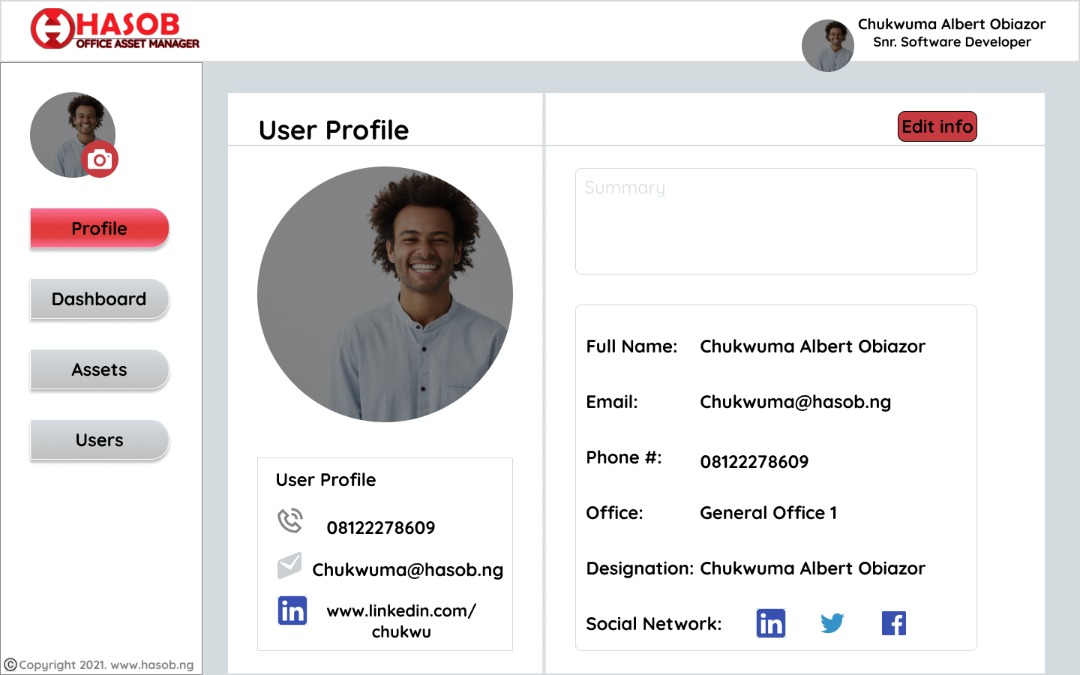 HASOB
OFFICE ASSET MANAGER
Chukwuma Albert Obiazor
Snr. Software Developer
Profile
Dashboard
Assets
Users
©Copyright 2021. www.hasob.ng
User Profile
Edit info
User Profile
08122278609
Chukwuma@hasob.ng
in www.linkedin.com/
chukwu
Summary
Full Name: Chukwuma Albert Obiazor
Email: Chukwuma@hasob.ng
Phone #: 08122278609
Office: General Office 1
Designation: Chukwuma Albert Obiazor
Social Network: in f